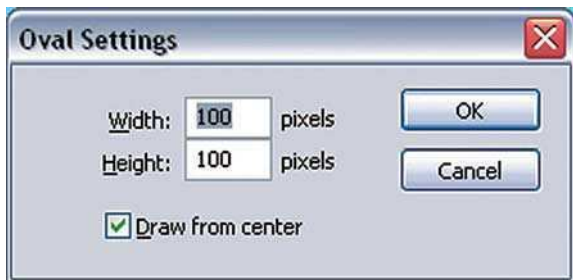 Oval Settings
Width: 100 pixels
OK
Height: 100 pixels
Cancel
Draw from center